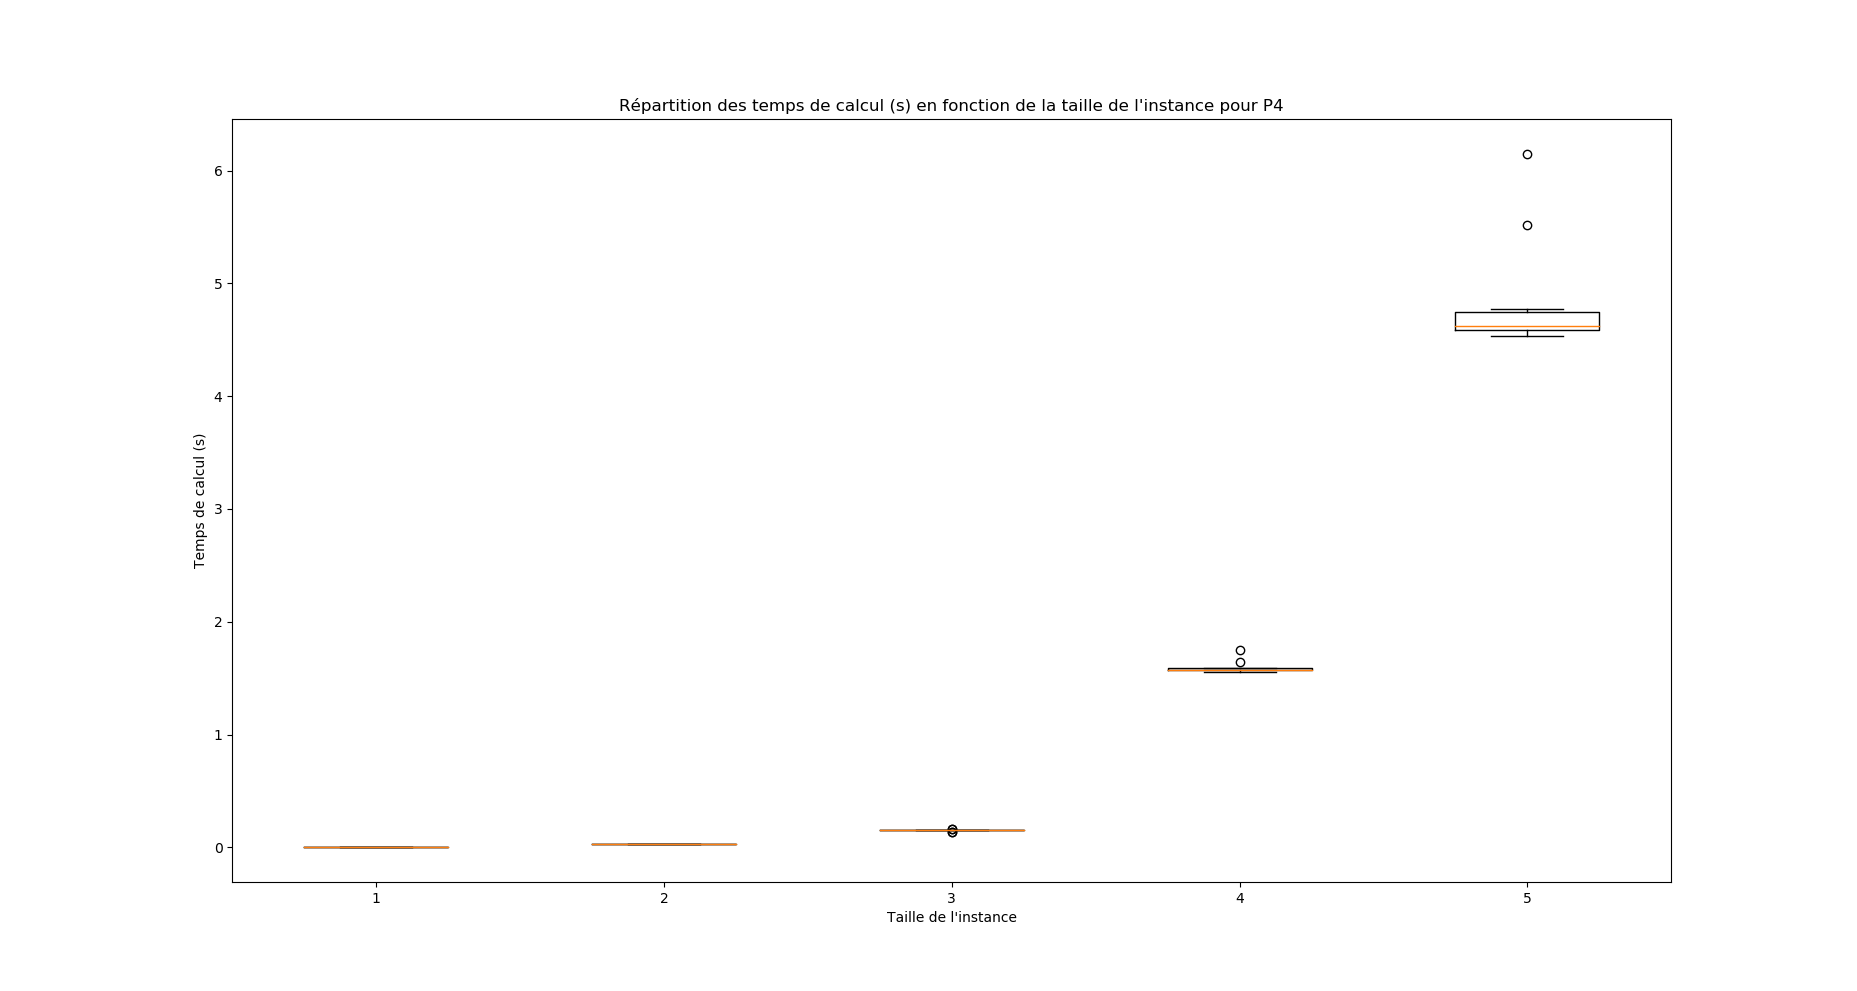 Répartition des temps de calcul (s) en fonction de la taille de l'instance pour P4
6
5
4
3
2
1
0
Temps de calcul (s)
1 2 3 4 5
Taille de l'instance